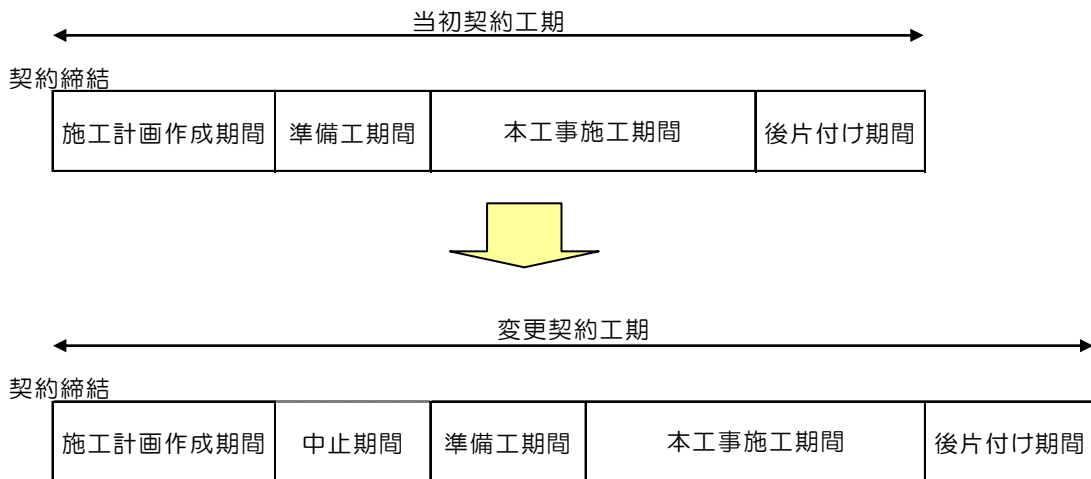 当初契約工期
契約締結
施工計画作成期間 準備工期間 本工事施工期間 後片付け期間
変更契約工期
契約締結
施工計画作成期間 中止期間 準備工期間 本工事施工期間 後片付け期間